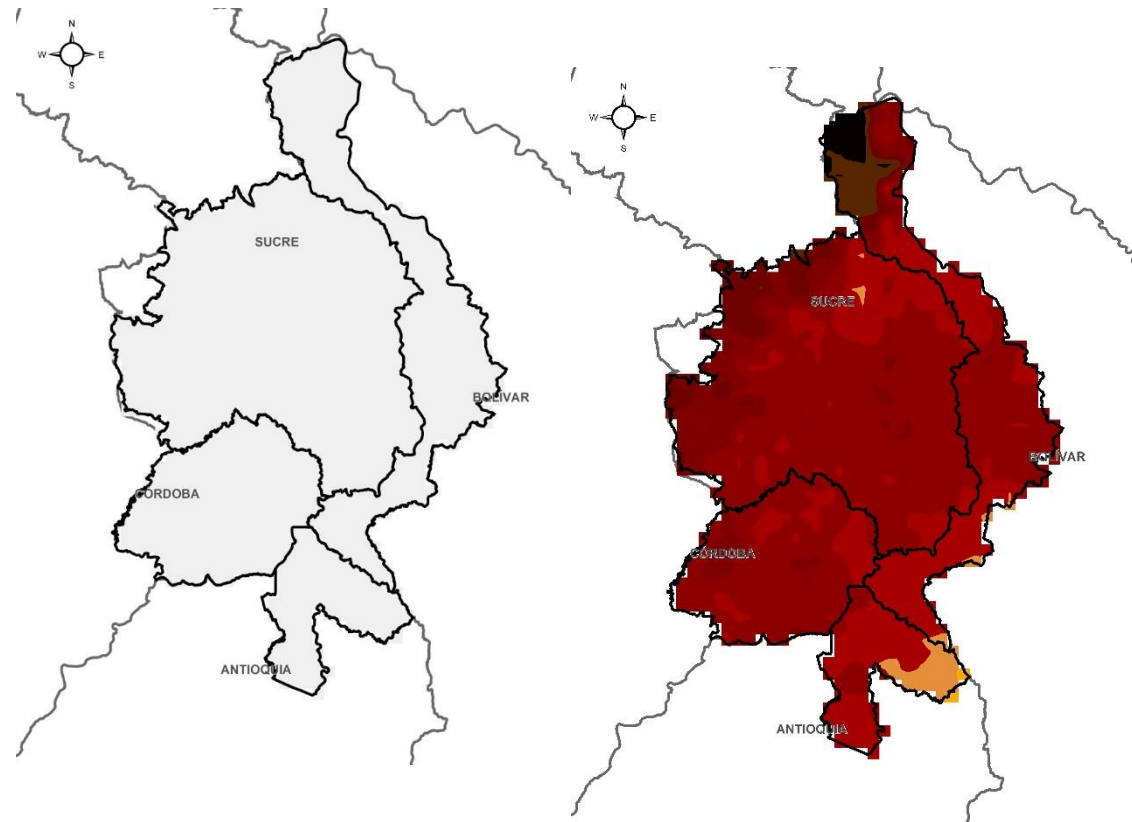 N
W E
S
SUCRE
BOLIVAR
CORDOBA
ANTIOQUIA
N
W E
S
SUCRE
BOLIVAR
CORDOBA
ANTIOQUIA